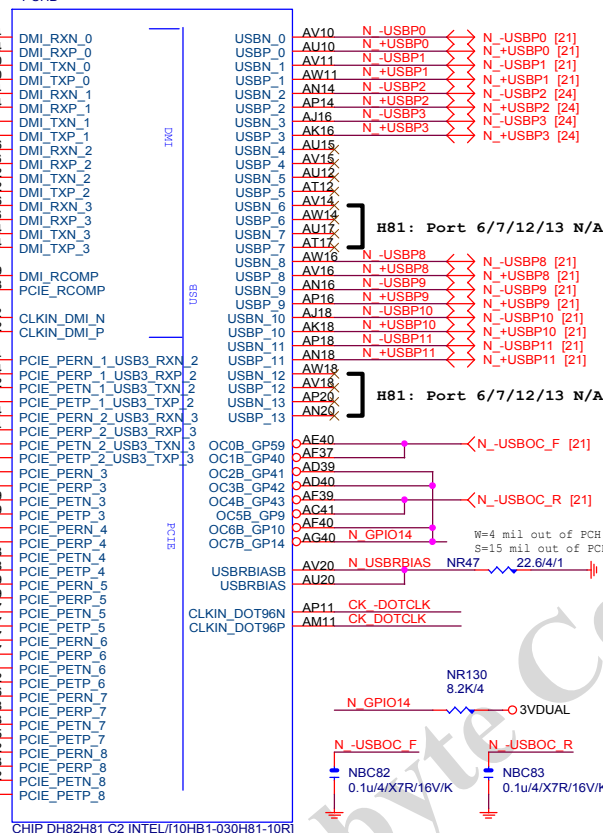 DMI_RXN_0 USBN_0 AV10 N_-USBP0 N_-USBP0 [21]
DMI_RXP_0 USBP_0 AU10 N_+USBP0 N_+USBP0 [21]
DMI_TXN_0 USBN_1 AV11 N_-USBP1 N_-USBP1 [21]
DMI_TXP_0 USBP_1 AW11 N_+USBP1 N_+USBP1 [21]
DMI_RXN_1 USBN_2 AN14 N_-USBP2 N_-USBP2 [24]
DMI_RXP_1 USBP_2 AP14 N_+USBP2 N_+USBP2 [24]
DMI_TXN_1 USBN_3 AJ16 N_-USBP3 N_-USBP3 [24]
DMI_TXP_1 USBP_3 AK16 N_+USBP3 N_+USBP3 [24]
DMI_RXN_2 USBN_4 AU15
DMI_RXP_2 USBP_4 AV15
DMI_TXN_2 USBN_5 AU12
DMI_TXP_2 USBP_5 AT12
DMI_RXN_3 USBN_6 AV14
DMI_RXP_3 USBP_6 AW14
DMI_TXN_3 USBN_7 AU17
DMI_TXP_3 USBP_7 AT17
DMI
H81: Port 6/7/12/13 N/A
USBN_8 AW16 N_-USBP8 N_-USBP8 [21]
DMI_RCOMP USBP_8 AV16 N_+USBP8 N_+USBP8 [21]
PCIE_RCOMP USBN_9 AN16 N_-USBP9 N_-USBP9 [21]
USBP_9 AP16 N_+USBP9 N_+USBP9 [21]
CLKIN_DMI_N USBN_10 AJ18 N_-USBP10 N_-USBP10 [21]
CLKIN_DMI_P USBP_10 AK18 N_+USBP10 N_+USBP10 [21]
USBN_11 AP18 N_-USBP11 N_-USBP11 [21]
PCIE_PERN_1_USB3_RXN_2 USBP_11 AN18 N_+USBP11 N_+USBP11 [21]
PCIE_PERP_1_USB3_RXP_2 USBN_12 AW18
PCIE_PETN_1_USB3_TXN_2 USBP_12 AV18
PCIE_PETP_1_USB3_TXP_2 USBN_13 AP20
PCIE_PERN_2_USB3_RXN_3 USBP_13 AN20
USB
H81: Port 6/7/12/13 N/A
PCIE_PERP_2_USB3_RXP_3
PCIE_PETN_2_USB3_TXN_3 OC0B_GP59 AE40 N_-USBOC_F [21]
PCIE_PETP_2_USB3_TXP_3 OC1B_GP40 AF37
PCIE_PERN_3 OC2B_GP41 AD39
PCIE_PERP_3 OC3B_GP42 AD40
PCIE_PETN_3 OC4B_GP43 AF39 N_-USBOC_R [21]
PCIE_PETP_3 OC5B_GP9 AC41
PCIE_PERN_4 OC6B_GP10 AF40
PCIE_PERP_4 OC7B_GP14 AG40 N_GPIO14
PCIE
W=4 mil out of PCH
PCIE_PETN_4
PCIE_PETP_4 USBRBIASB AV20 N_USBRBIAS NR47 22.6/4/1
PCIE_PERN_5 USBRBIAS AU20
PCIE_PERP_5
PCIE_PETN_5 CLKIN_DOT96N AP11 CK_-DOTCLK
PCIE_PETP_5 CLKIN_DOT96P AM11 CK_DOTCLK
PCIE_PERN_6
PCIE_PERP_6
PCIE_PETN_6
PCIE_PETP_6
PCIE_PERN_7
PCIE_PERP_7
PCIE_PETN_7
PCIE_PETP_7
PCIE_PERN_8
PCIE_PERP_8
PCIE_PETN_8
PCIE_PETP_8
NR130
8.2K/4
N_GPIO14 3VDUAL
N_-USBOC_F N_-USBOC_R
NBC82 NBC83
0.1u/4/X7R/16V/K 0.1u/4/X7R/16V/K
CHIP DH82H81 C2 INTEL/[10HB1-030H81-10R]